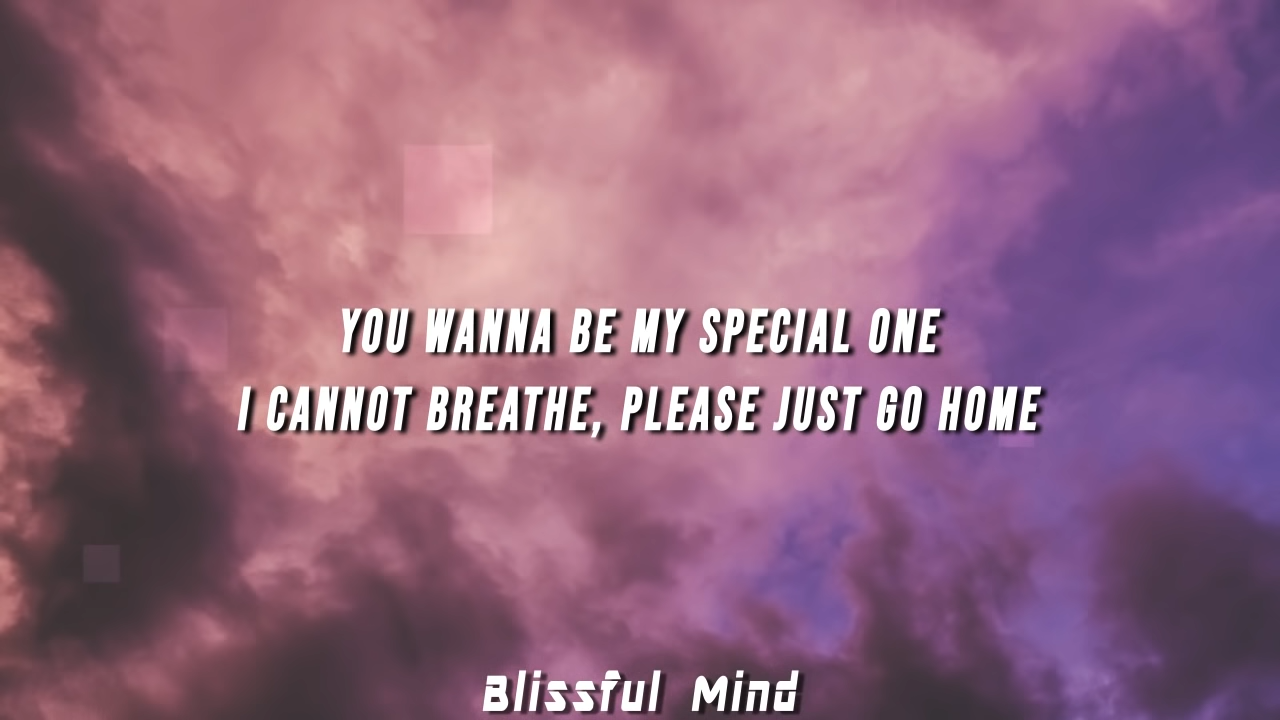 YOU WANNA BE MY SPECIAL ONE
I CANNOT BREATHE, PLEASE JUST GO HOME
Blissful Mind